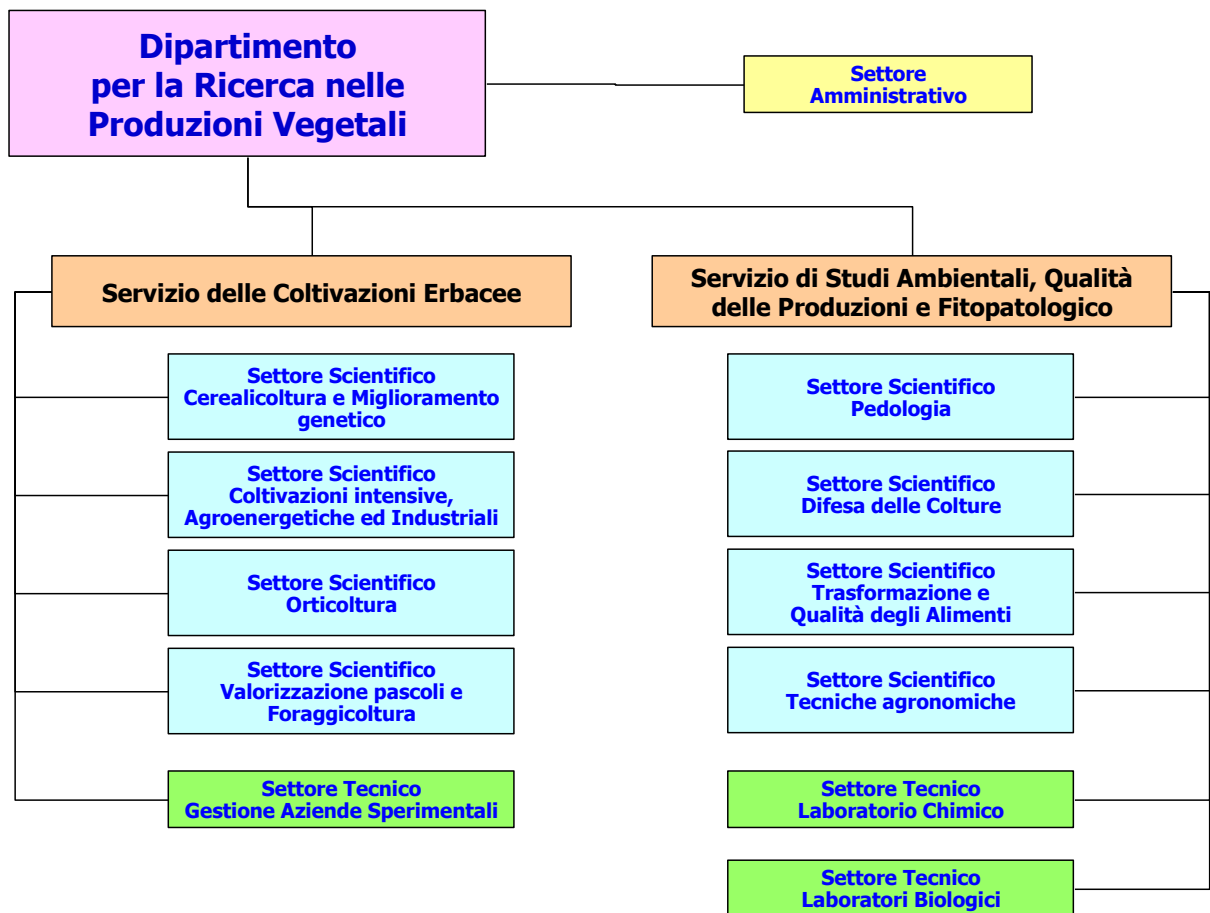 Dipartimento
per la Ricerca nelle
Produzioni Vegetali
Settore
Amministrativo
Servizio delle Coltivazioni Erbacee
Settore Scientifico
Cerealicoltura e Miglioramento
genetico
Settore Scientifico
Coltivazioni intensive,
Agroenergetiche ed Industriali
Settore Scientifico
Orticoltura
Settore Scientifico
Valorizzazione pascoli e
Foraggicoltura
Settore Tecnico
Gestione Aziende Sperimentali
Servizio di Studi Ambientali, Qualità
delle Produzioni e Fitopatologico
Settore Scientifico
Pedologia
Settore Scientifico
Difesa delle Colture
Settore Scientifico
Trasformazione e
Qualità degli Alimenti
Settore Scientifico
Tecniche agronomiche
Settore Tecnico
Laboratorio Chimico
Settore Tecnico
Laboratori Biologici